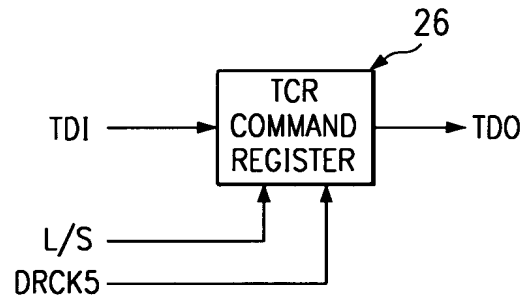 26
TCR
COMMAND
REGISTER
TDI
TDO
L/S
DRCK5